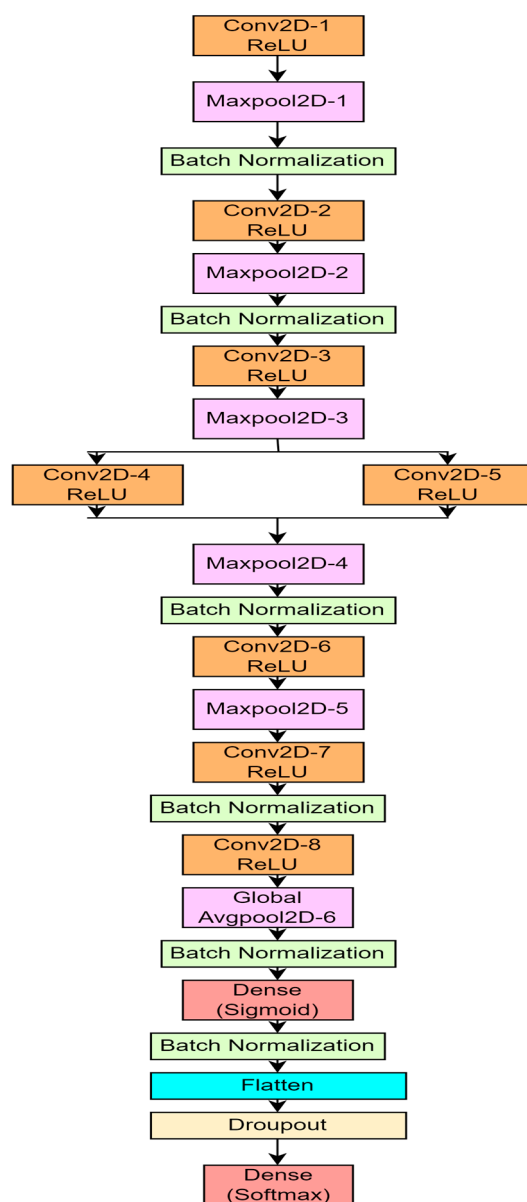 Conv2D-1
ReLU
Maxpool2D-1
Batch Normalization
Conv2D-2
ReLU
Maxpool2D-2
Batch Normalization
Conv2D-3
ReLU
Maxpool2D-3
Conv2D-4
ReLU
Conv2D-5
ReLU
Maxpool2D-4
Batch Normalization
Conv2D-6
ReLU
Maxpool2D-5
Conv2D-7
ReLU
Batch Normalization
Conv2D-8
ReLU
Global
Avgpool2D-6
Batch Normalization
Dense
(Sigmoid)
Batch Normalization
Flatten
Droupout
Dense
(Softmax)